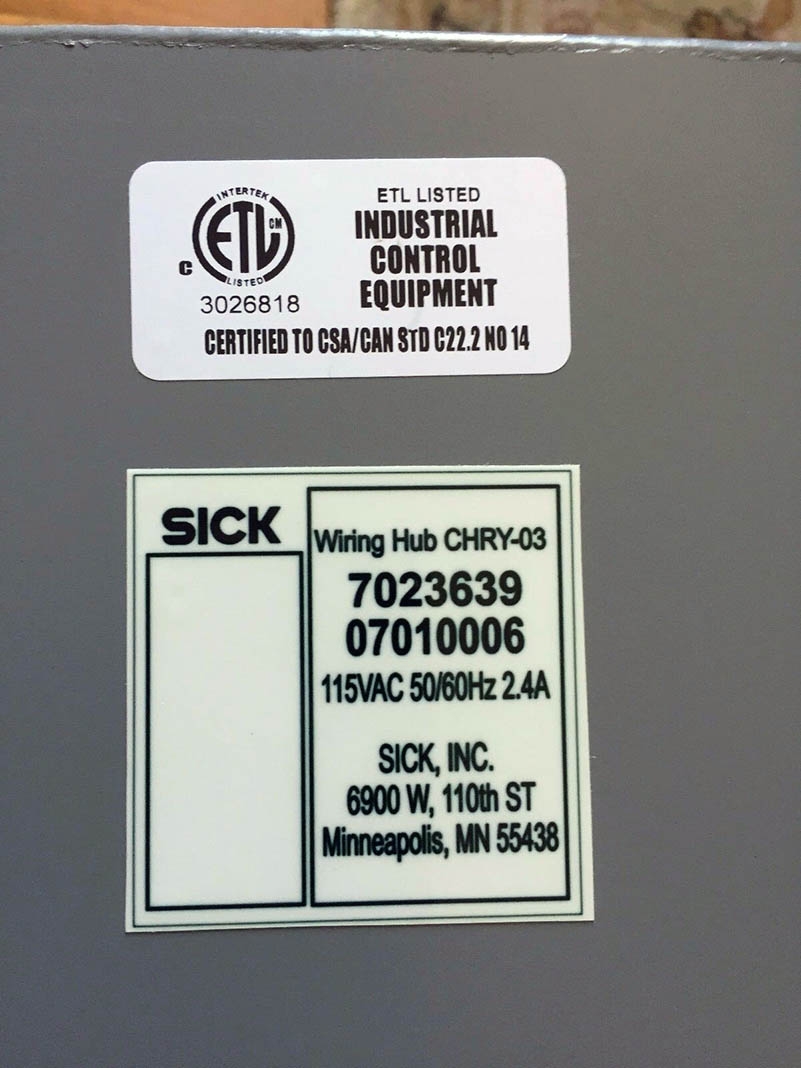 INTERTEK
ETL CM
LISTED
C
3026818
ETL LISTED
INDUSTRIAL
CONTROL
EQUIPMENT
CERTIFIED TO CSA/CAN STD C22.2 NO 14
SICK
Wiring Hub CHRY-03
7023639
07010006
115VAC 50/60Hz 2.4A
SICK, INC.
6900 W, 110th ST
Minneapolis, MN 55438